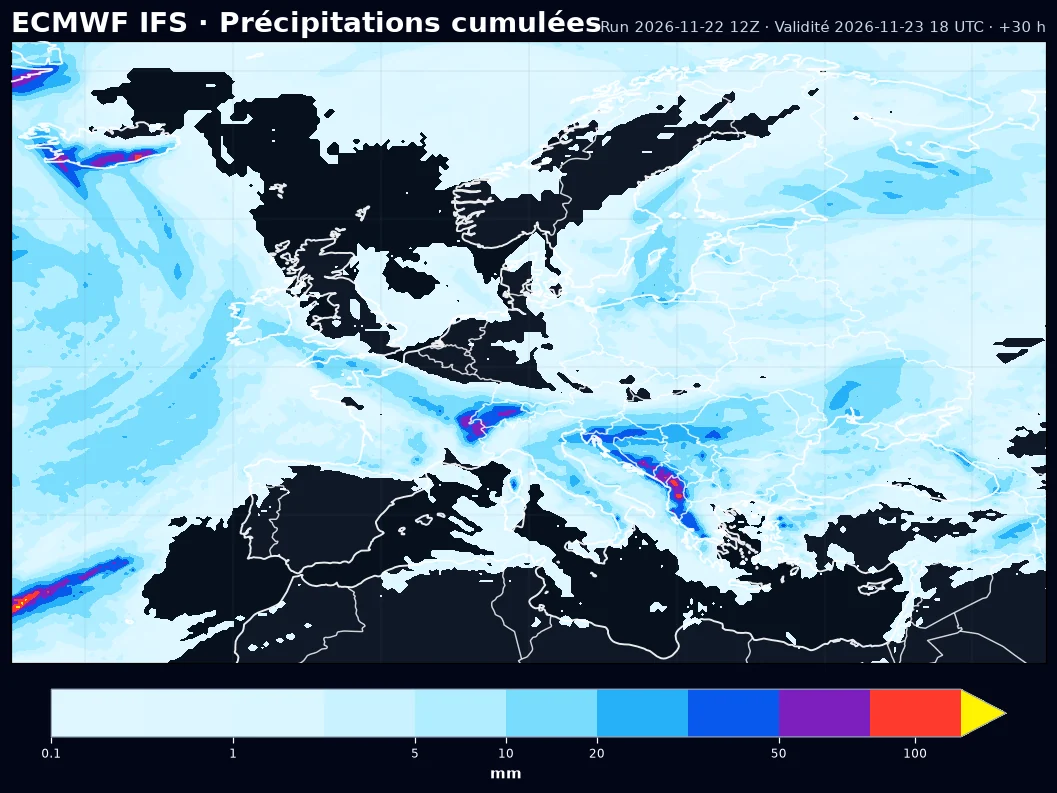 ECMWF IFS · Précipitations cumulées
Run 2026-11-22 12Z · Validité 2026-11-23 18 UTC · +30 h
0.1 1 5 10 20 50 100
mm